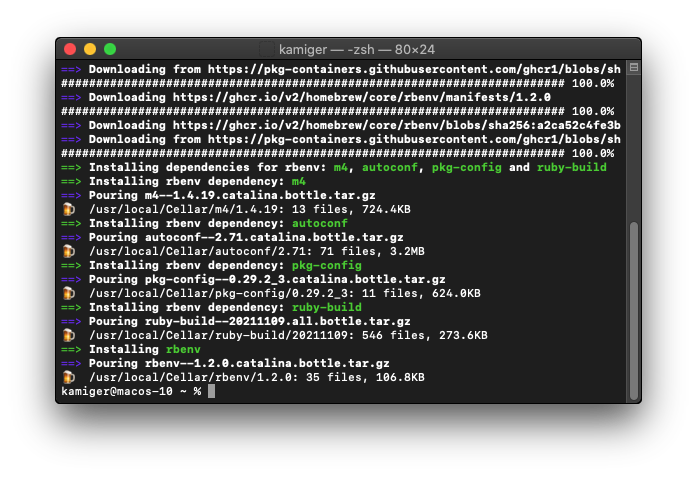 kamiger — -zsh — 80×24
==> Downloading from https://pkg-containers.githubusercontent.com/ghcr1/blobs/sh
######################################################################## 100.0%
==> Downloading https://ghcr.io/v2/homebrew/core/rbenv/manifests/1.2.0
######################################################################## 100.0%
==> Downloading https://ghcr.io/v2/homebrew/core/rbenv/blobs/sha256:a2ca52c4fe3b
==> Downloading from https://pkg-containers.githubusercontent.com/ghcr1/blobs/sh
######################################################################## 100.0%
==> Installing dependencies for rbenv: m4, autoconf, pkg-config and ruby-build
==> Installing rbenv dependency: m4
==> Pouring m4--1.4.19.catalina.bottle.tar.gz
🍺  /usr/local/Cellar/m4/1.4.19: 13 files, 724.4KB
==> Installing rbenv dependency: autoconf
==> Pouring autoconf--2.71.catalina.bottle.tar.gz
🍺  /usr/local/Cellar/autoconf/2.71: 71 files, 3.2MB
==> Installing rbenv dependency: pkg-config
==> Pouring pkg-config--0.29.2_3.catalina.bottle.tar.gz
🍺  /usr/local/Cellar/pkg-config/0.29.2_3: 11 files, 624.0KB
==> Installing rbenv dependency: ruby-build
==> Pouring ruby-build--20211109.all.bottle.tar.gz
🍺  /usr/local/Cellar/ruby-build/20211109: 546 files, 273.6KB
==> Installing rbenv
==> Pouring rbenv--1.2.0.catalina.bottle.tar.gz
🍺  /usr/local/Cellar/rbenv/1.2.0: 35 files, 106.8KB
kamiger@macos-10 ~ %